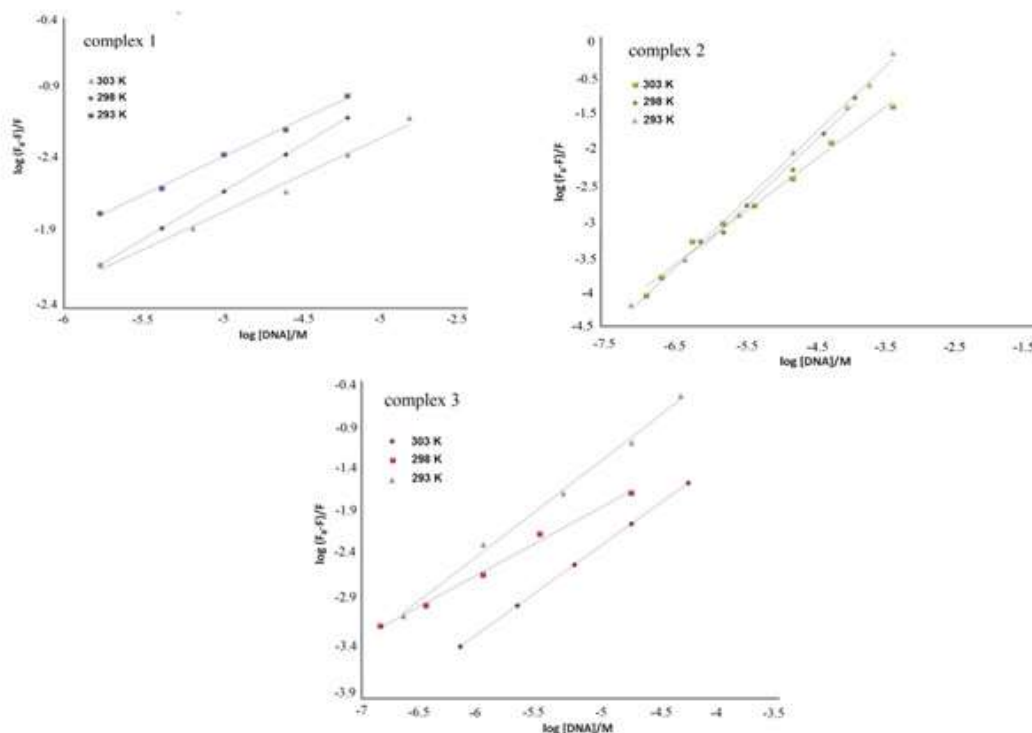 complex 1
303 K
298 K
293 K
-0.4
-0.9
-2.4
-1.9
-2.4
log (F₀-F)/F
-6
-5.5
-5
-5.5
-4.5
-3
-2.5
log [DNA]/M
complex 2
303 K
298 K
293 K
0
-0.5
-1.5
-2
-2.5
-3
-3.5
-4
-4.5
log (F₀-F)/F
-7.5
-6.5
-5.5
-4.5
-3.5
-2.5
-1.5
log [DNA]/M
complex 3
303 K
298 K
293 K
-0.4
-0.9
-1.4
-1.9
-2.4
-2.9
-3.4
-3.9
log (F₀-F)/F
-7
-6.5
-6
-5.5
-5
-4.5
-4
-3.5
log [DNA]/M